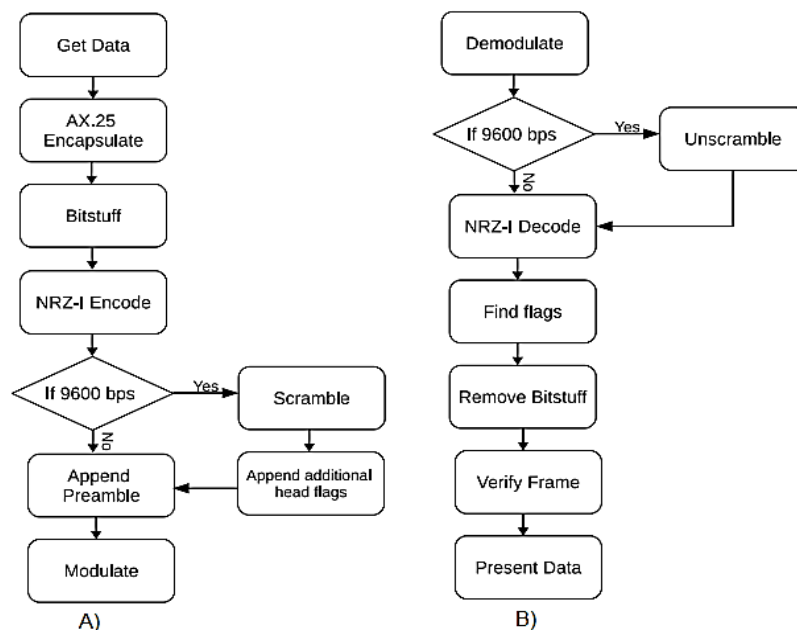 Get Data
AX.25
Encapsulate
Bitstuff
NRZ-I Encode
If 9600 bps
Yes
No
Scramble
Append additional
head flags
Append
Preamble
Modulate
A)
Demodulate
If 9600 bps
Yes
No
Unscramble
NRZ-I Decode
Find flags
Remove Bitstuff
Verify Frame
Present Data
B)